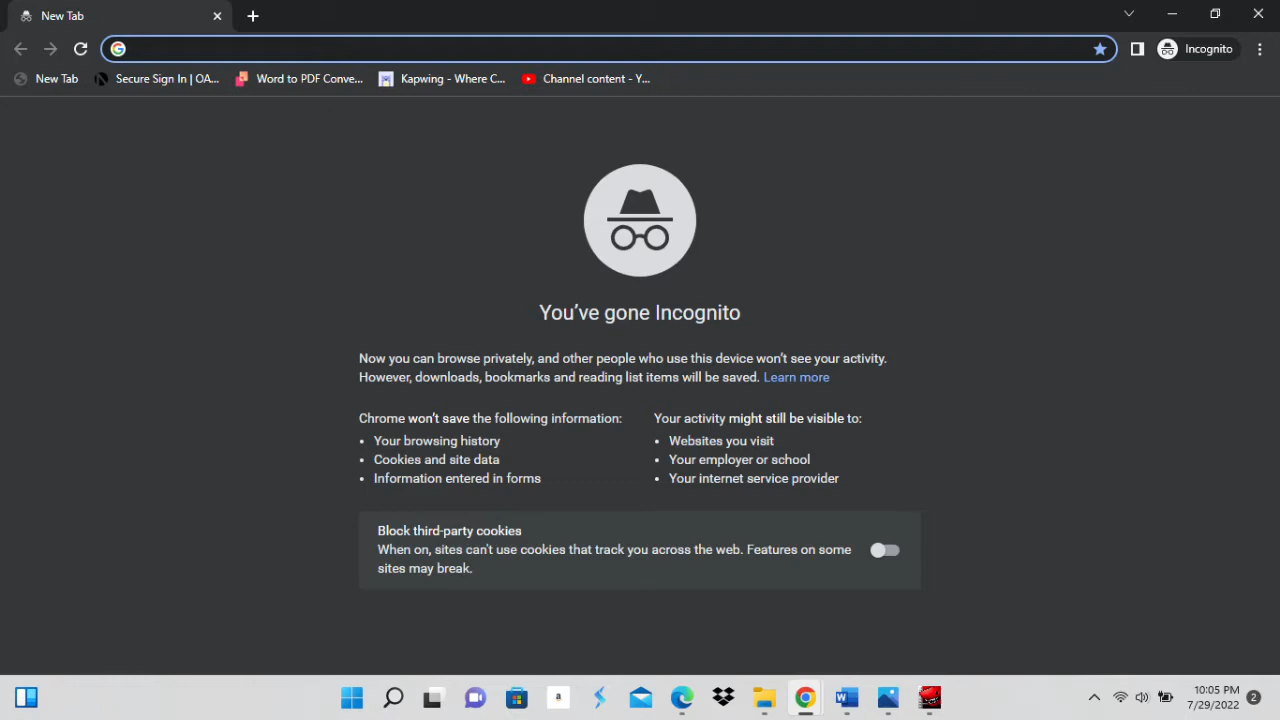 New Tab
Incognito
New Tab
Secure Sign In | OA...
Word to PDF Conve...
Kapwing - Where C...
Channel content - Y...
You've gone Incognito
Now you can browse privately, and other people who use this device won't see your activity.
However, downloads, bookmarks and reading list items will be saved. Learn more
Chrome won't save the following information:
• Your browsing history
• Cookies and site data
• Information entered in forms
Your activity might still be visible to:
• Websites you visit
• Your employer or school
• Your internet service provider
Block third-party cookies
When on, sites can't use cookies that track you across the web. Features on some
sites may break.
a
W
10:05 PM
7/29/2022
2